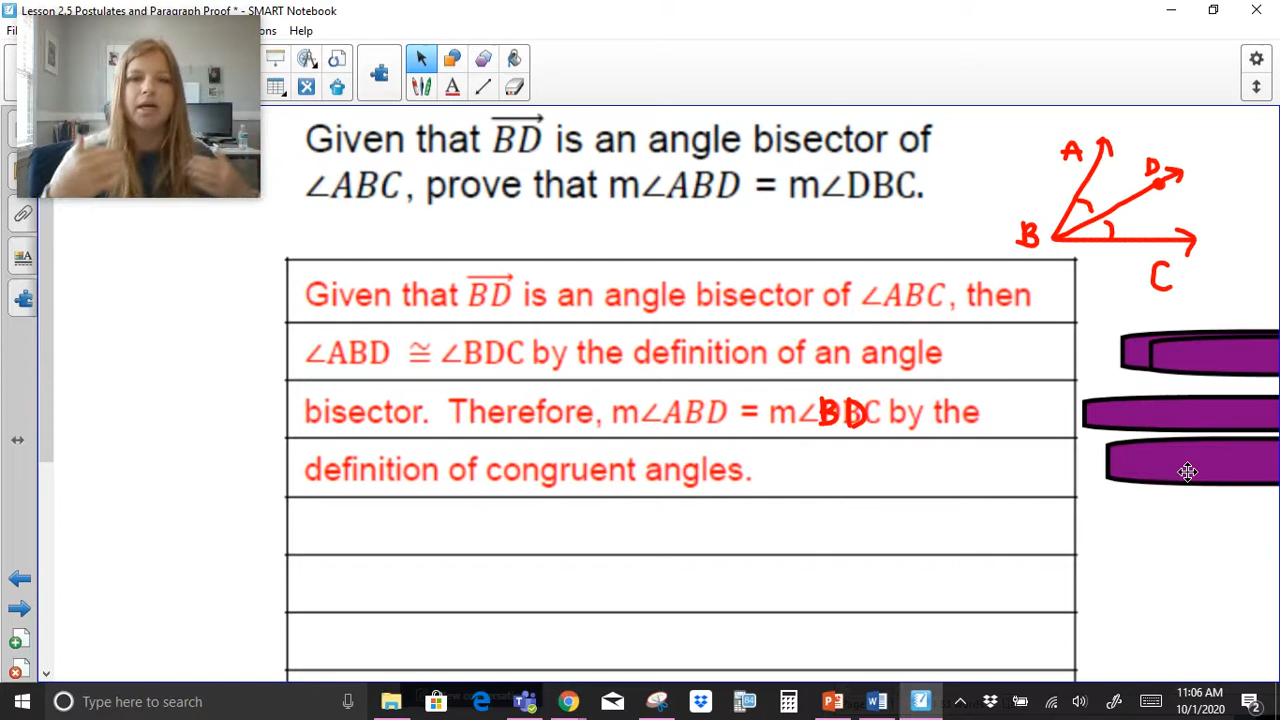 Lesson 2.5 Postulates and Paragraph Proof * - SMART Notebook
Help
Given that BD is an angle bisector of
∠ABC, prove that m∠ABD = m∠DBC.
A
D
B
C
Given that BD is an angle bisector of ∠ABC, then
∠ABD ≅ ∠BDC by the definition of an angle
bisector. Therefore, m∠ABD = m∠BDC by the
definition of congruent angles.
Type here to search
11:06 AM
10/1/2020
2